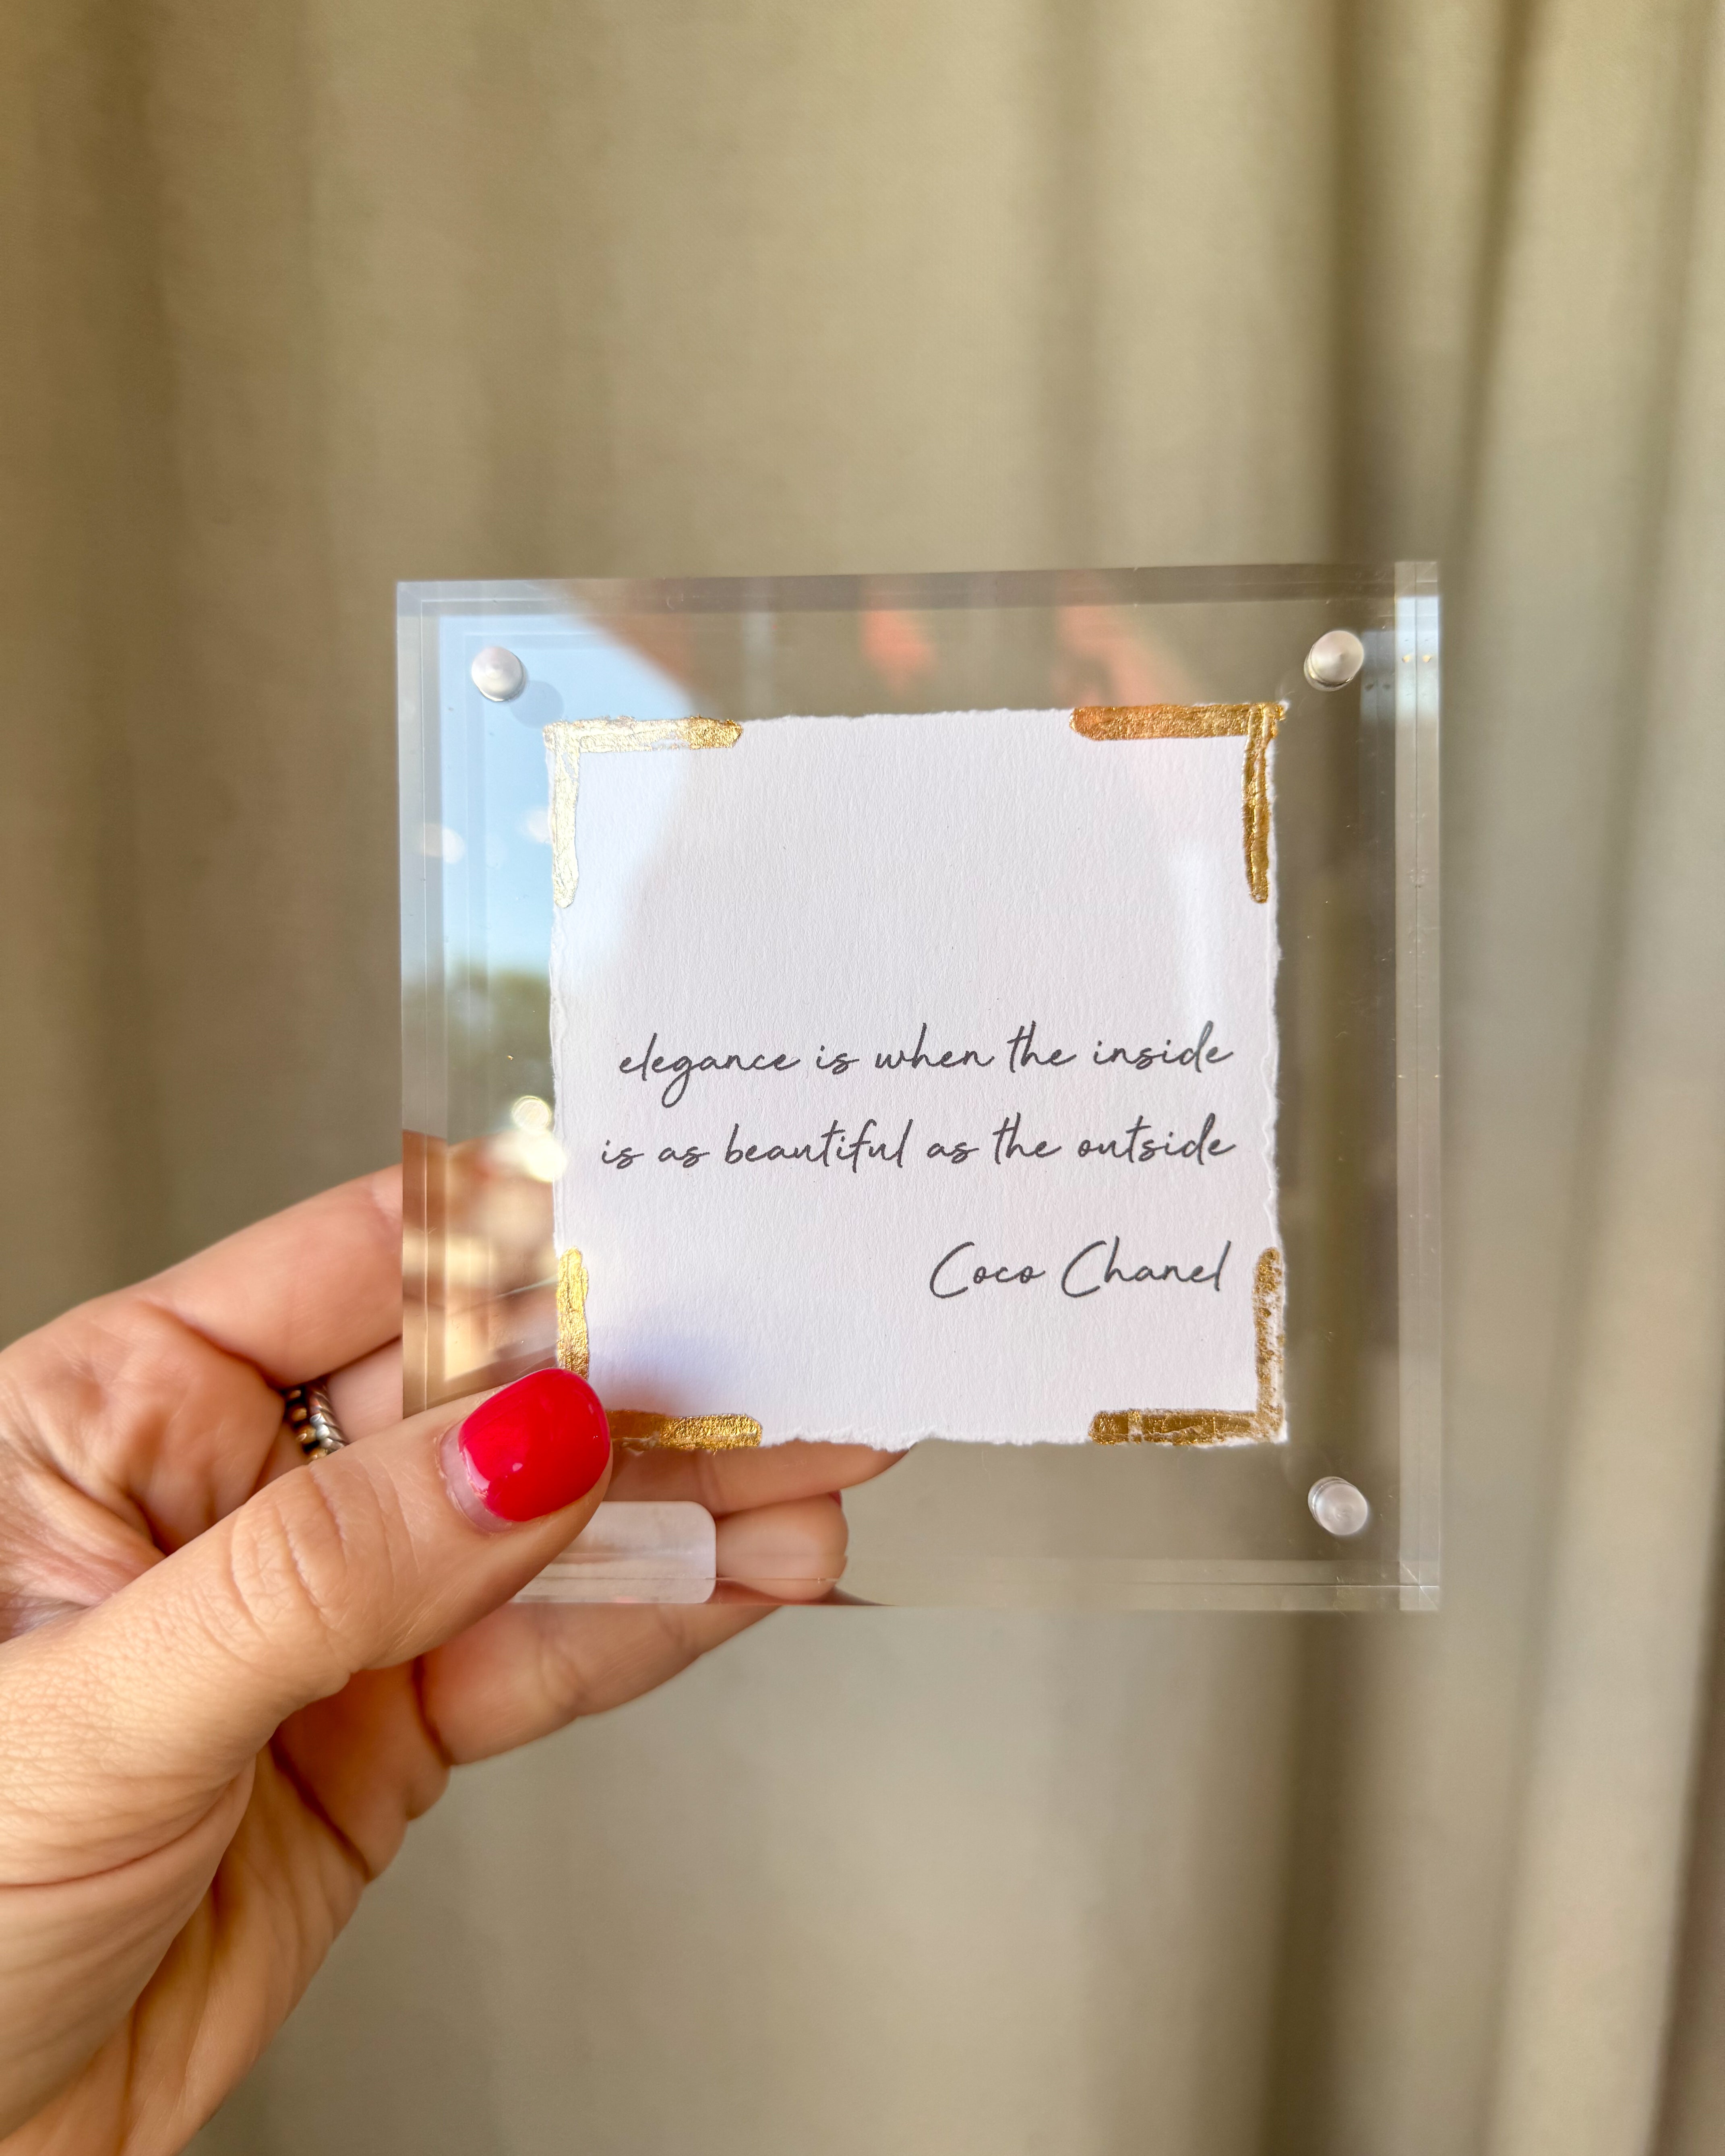 elegance is when the inside
is as beautiful as the outside
Coco Chanel